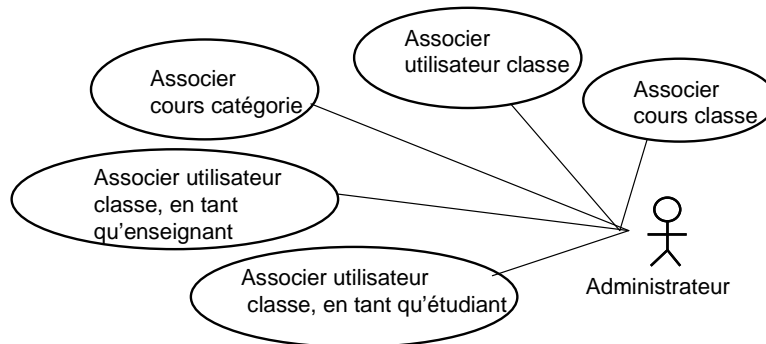 Associer
utilisateur classe
Associer
cours catégorie
Associer
cours classe
Associer utilisateur
classe, en tant
qu’enseignant
Associer utilisateur
classe, en tant qu’étudiant
Administrateur